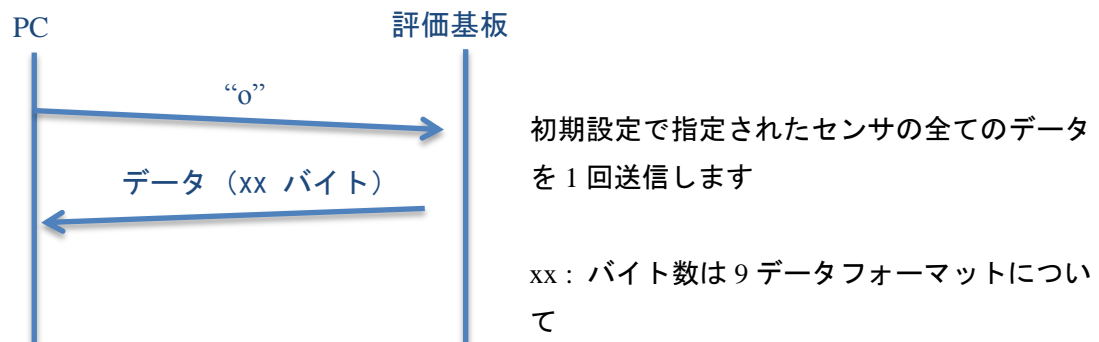 PC
評価基板
“o”
データ（xx バイト）
初期設定で指定されたセンサの全てのデータ
を 1 回送信します
xx : バイト数は 9 データフォーマットについ
て